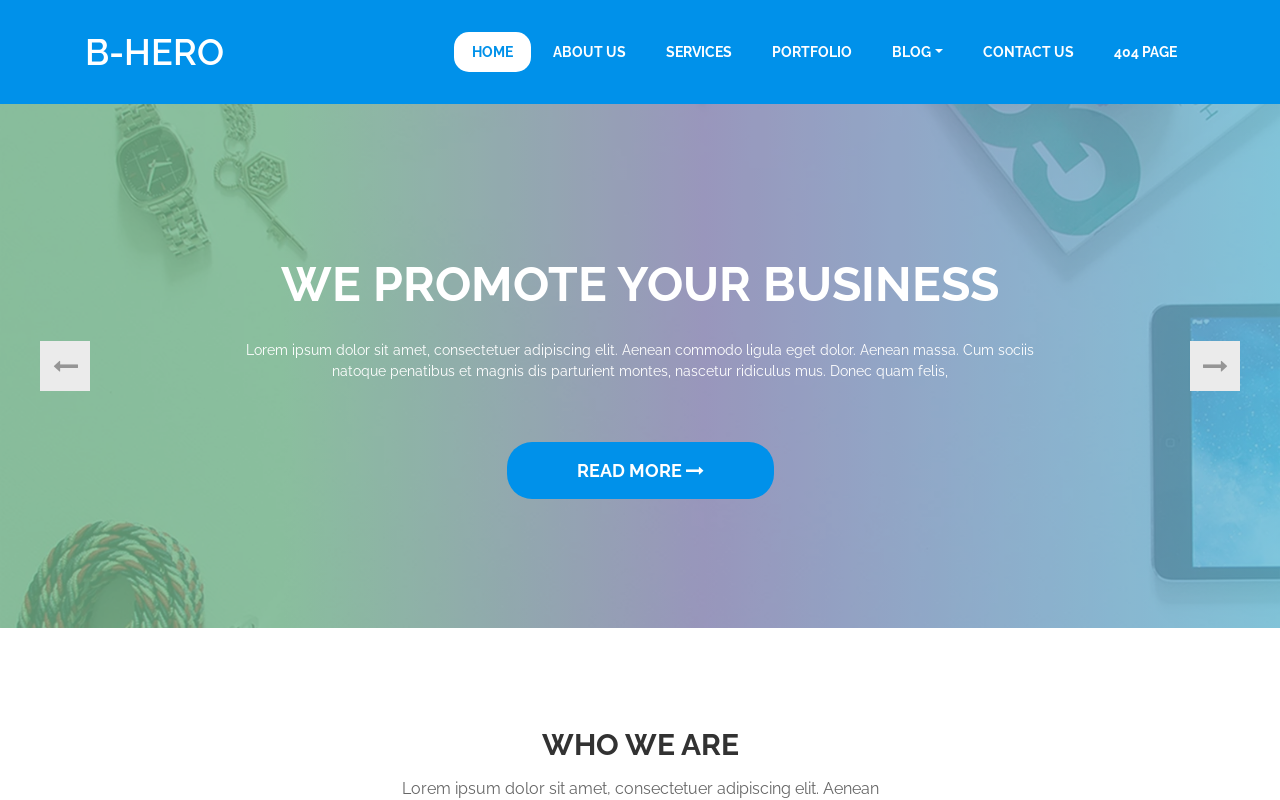 B-HERO
HOME ABOUT US SERVICES PORTFOLIO BLOG CONTACT US 404 PAGE
WE PROMOTE YOUR BUSINESS
Lorem ipsum dolor sit amet, consectetuer adipiscing elit. Aenean commodo ligula eget dolor. Aenean massa. Cum sociis
natoque penatibus et magnis dis parturient montes, nascetur ridiculus mus. Donec quam felis,
READ MORE
WHO WE ARE
Lorem ipsum dolor sit amet, consectetuer adipiscing elit. Aenean